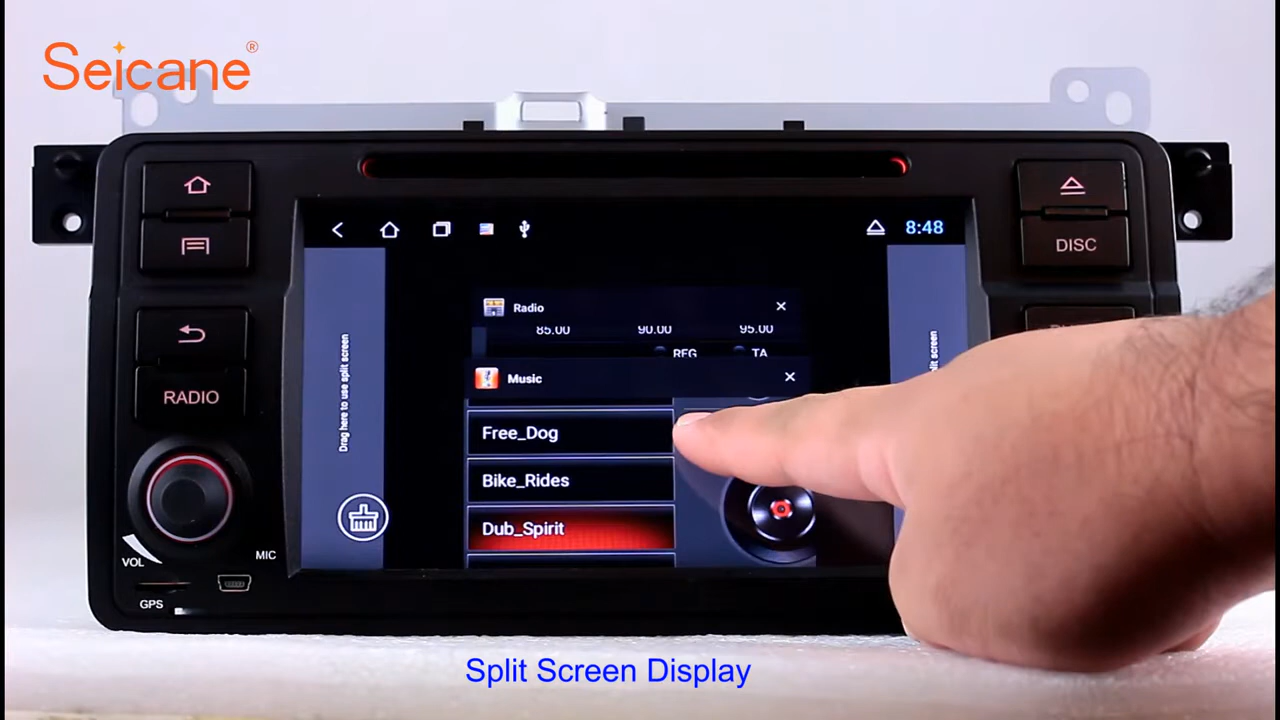 Seicane®
8:48
DISC
Radio
85.00 90.00 95.00
REG TA
Music
Drag here to use split screen
split screen
Free_Dog
RADIO
Bike_Rides
Dub_Spirit
VOL
MIC
GPS
Split Screen Display